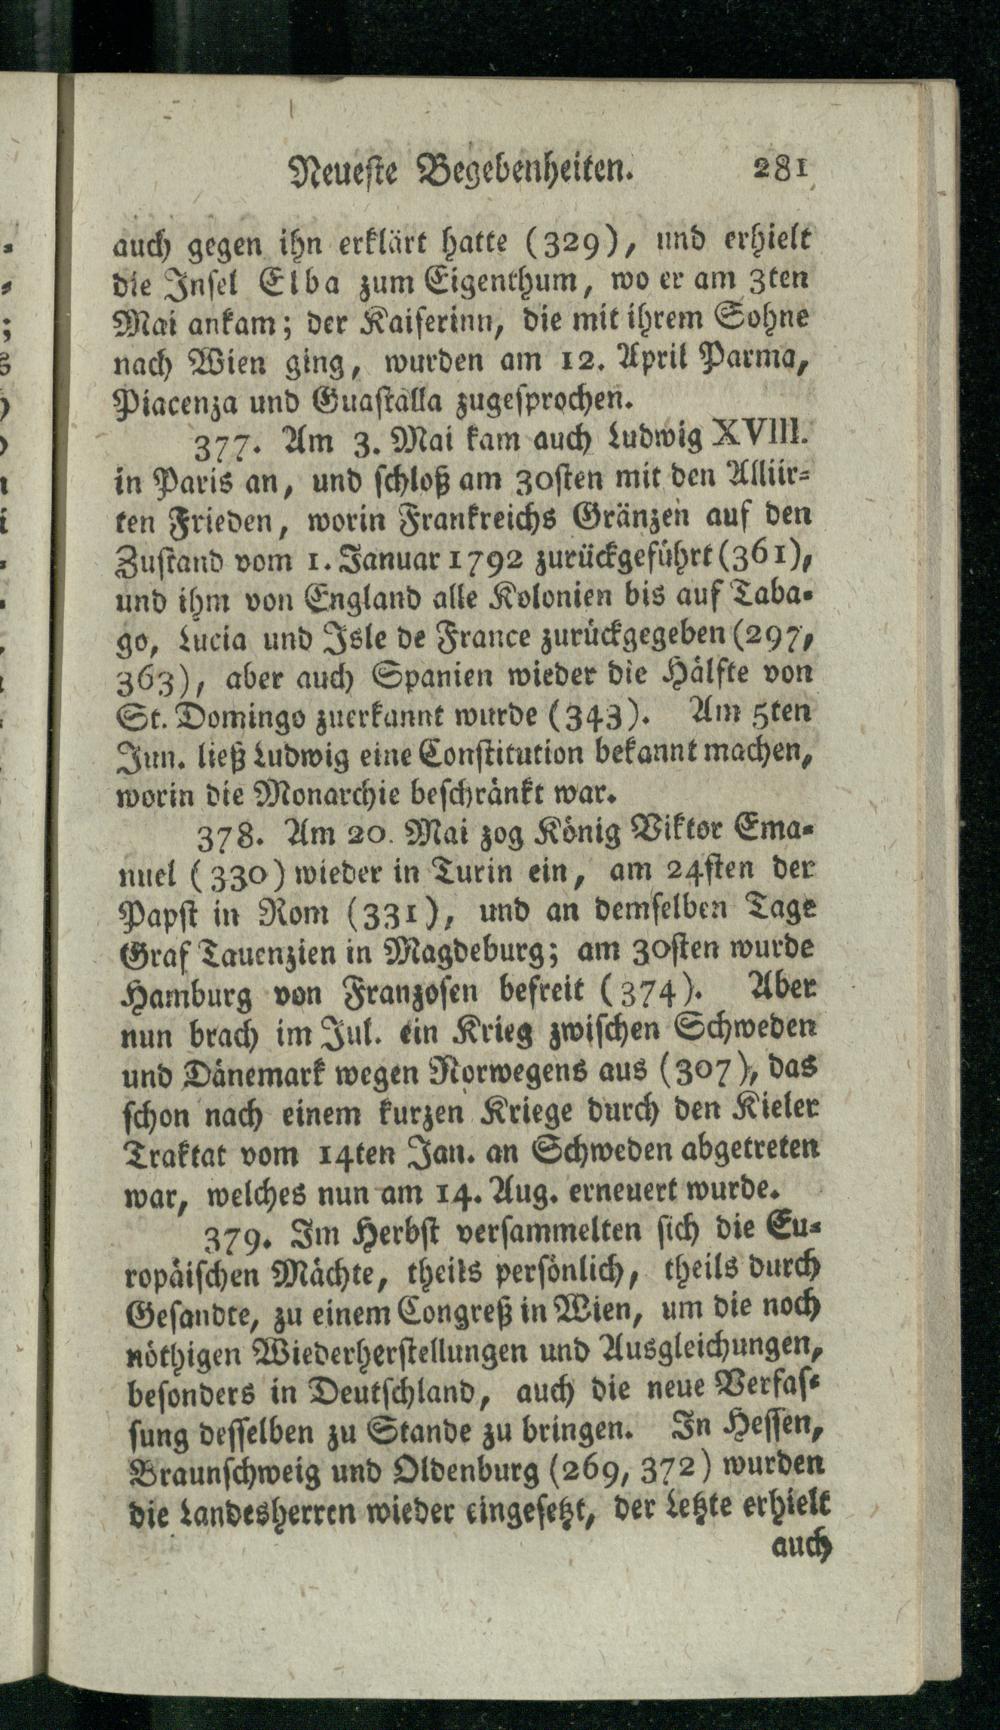 Neueste Begebenheiten. 281
auch gegen ihn erklärt hatte (329), und erhielt
die Insel Elba zum Eigenthum, wo er am 3ten
Mai ankam; der Kaiserinn, die mit ihrem Sohne
nach Wien ging, wurden am 12. April Parma,
Piacenza und Guastalla zugesprochen.
377. Am 3. Mai kam auch Ludwig XVIII.
in Paris an, und schloß am 30sten mit den Alliir-
ten Frieden, worin Frankreichs Gränzen auf den
Zustand vom 1. Januar 1792 zurückgeführt (361),
und ihm von England alle Kolonien bis auf Taba-
go, Lucia und Isle de France zurückgegeben (297,
363), aber auch Spanien wieder die Hälfte von
St. Domingo zuerkannt wurde (343). Am 5ten
Jun. ließ Ludwig eine Constitution bekannt machen,
worin die Monarchie beschränkt war.
378. Am 20. Mai zog König Viktor Ema-
nuel (330) wieder in Turin ein, am 24sten der
Papst in Rom (331), und an demselben Tage
Graf Tauenzien in Magdeburg; am 30sten wurde
Hamburg von Franzosen befreit (374). Aber
nun brach im Jul. ein Krieg zwischen Schweden
und Dänemark wegen Norwegens aus (307), das
schon nach einem kurzen Kriege durch den Kieler
Traktat vom 14ten Jan. an Schweden abgetreten
war, welches nun am 14. Aug. erneuert wurde.
379. Im Herbst versammelten sich die Eu-
ropäischen Mächte, theils persönlich, theils durch
Gesandte, zu einem Congreß in Wien, um die noch
nöthigen Wiederherstellungen und Ausgleichungen,
besonders in Deutschland, auch die neue Verfas-
sung desselben zu Stande zu bringen. In Hessen,
Braunschweig und Oldenburg (269, 372) wurden
die Landesherren wieder eingesetzt, der Letzte erhielt
auch